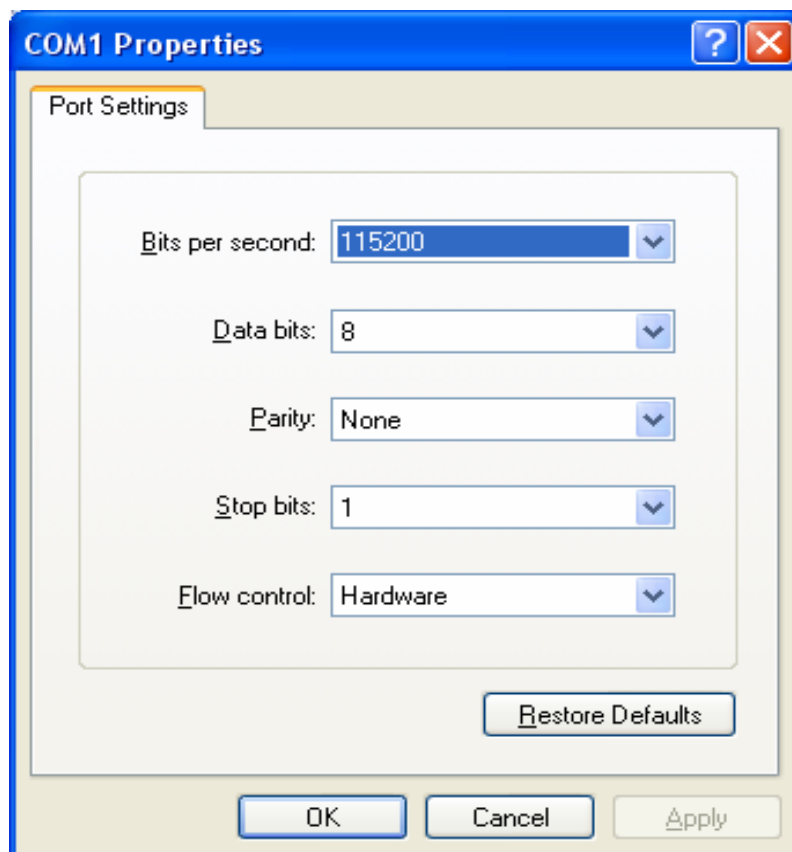 COM1 Properties
Port Settings
Bits per second: 115200
Data bits: 8
Parity: None
Stop bits: 1
Flow control: Hardware
Restore Defaults
OK Cancel Apply